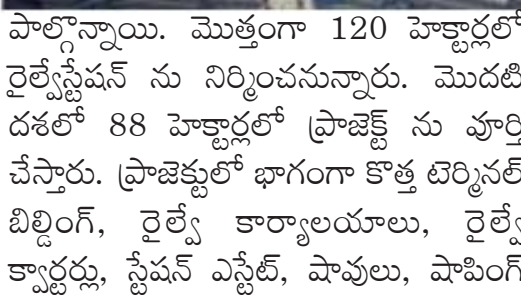 పాల్గొన్నాయి. మొత్తంగా 120 హెక్టార్లలో
రైల్వేస్టేషన్ ను నిర్మించనున్నారు. మొదటి
దశలో 88 హెక్టార్లలో ప్రాజెక్ట్ ను వూర్తి
చేస్తారు. ప్రాజెక్టులో భాగంగా కొత్త టెర్మినల్
బిల్డింగ్, రైల్వే కార్యాలయాలు, రైల్వే
క్వార్టర్లు, స్టేషన్ ఎస్టేట్, షావులు, షాపింగ్